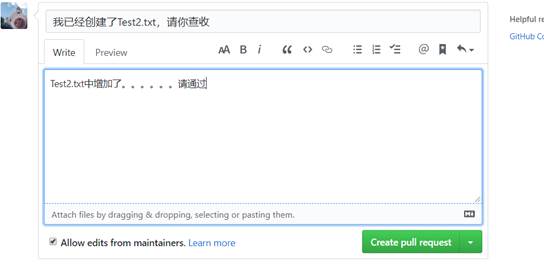 我已经创建了Test2.txt，请你查收
Helpful re
Write Preview AA B i @
GitHub Co
Test2.txt中增加了。。。。。。请通过
Attach files by dragging & dropping, selecting or pasting them.
Allow edits from maintainers. Learn more
Create pull request